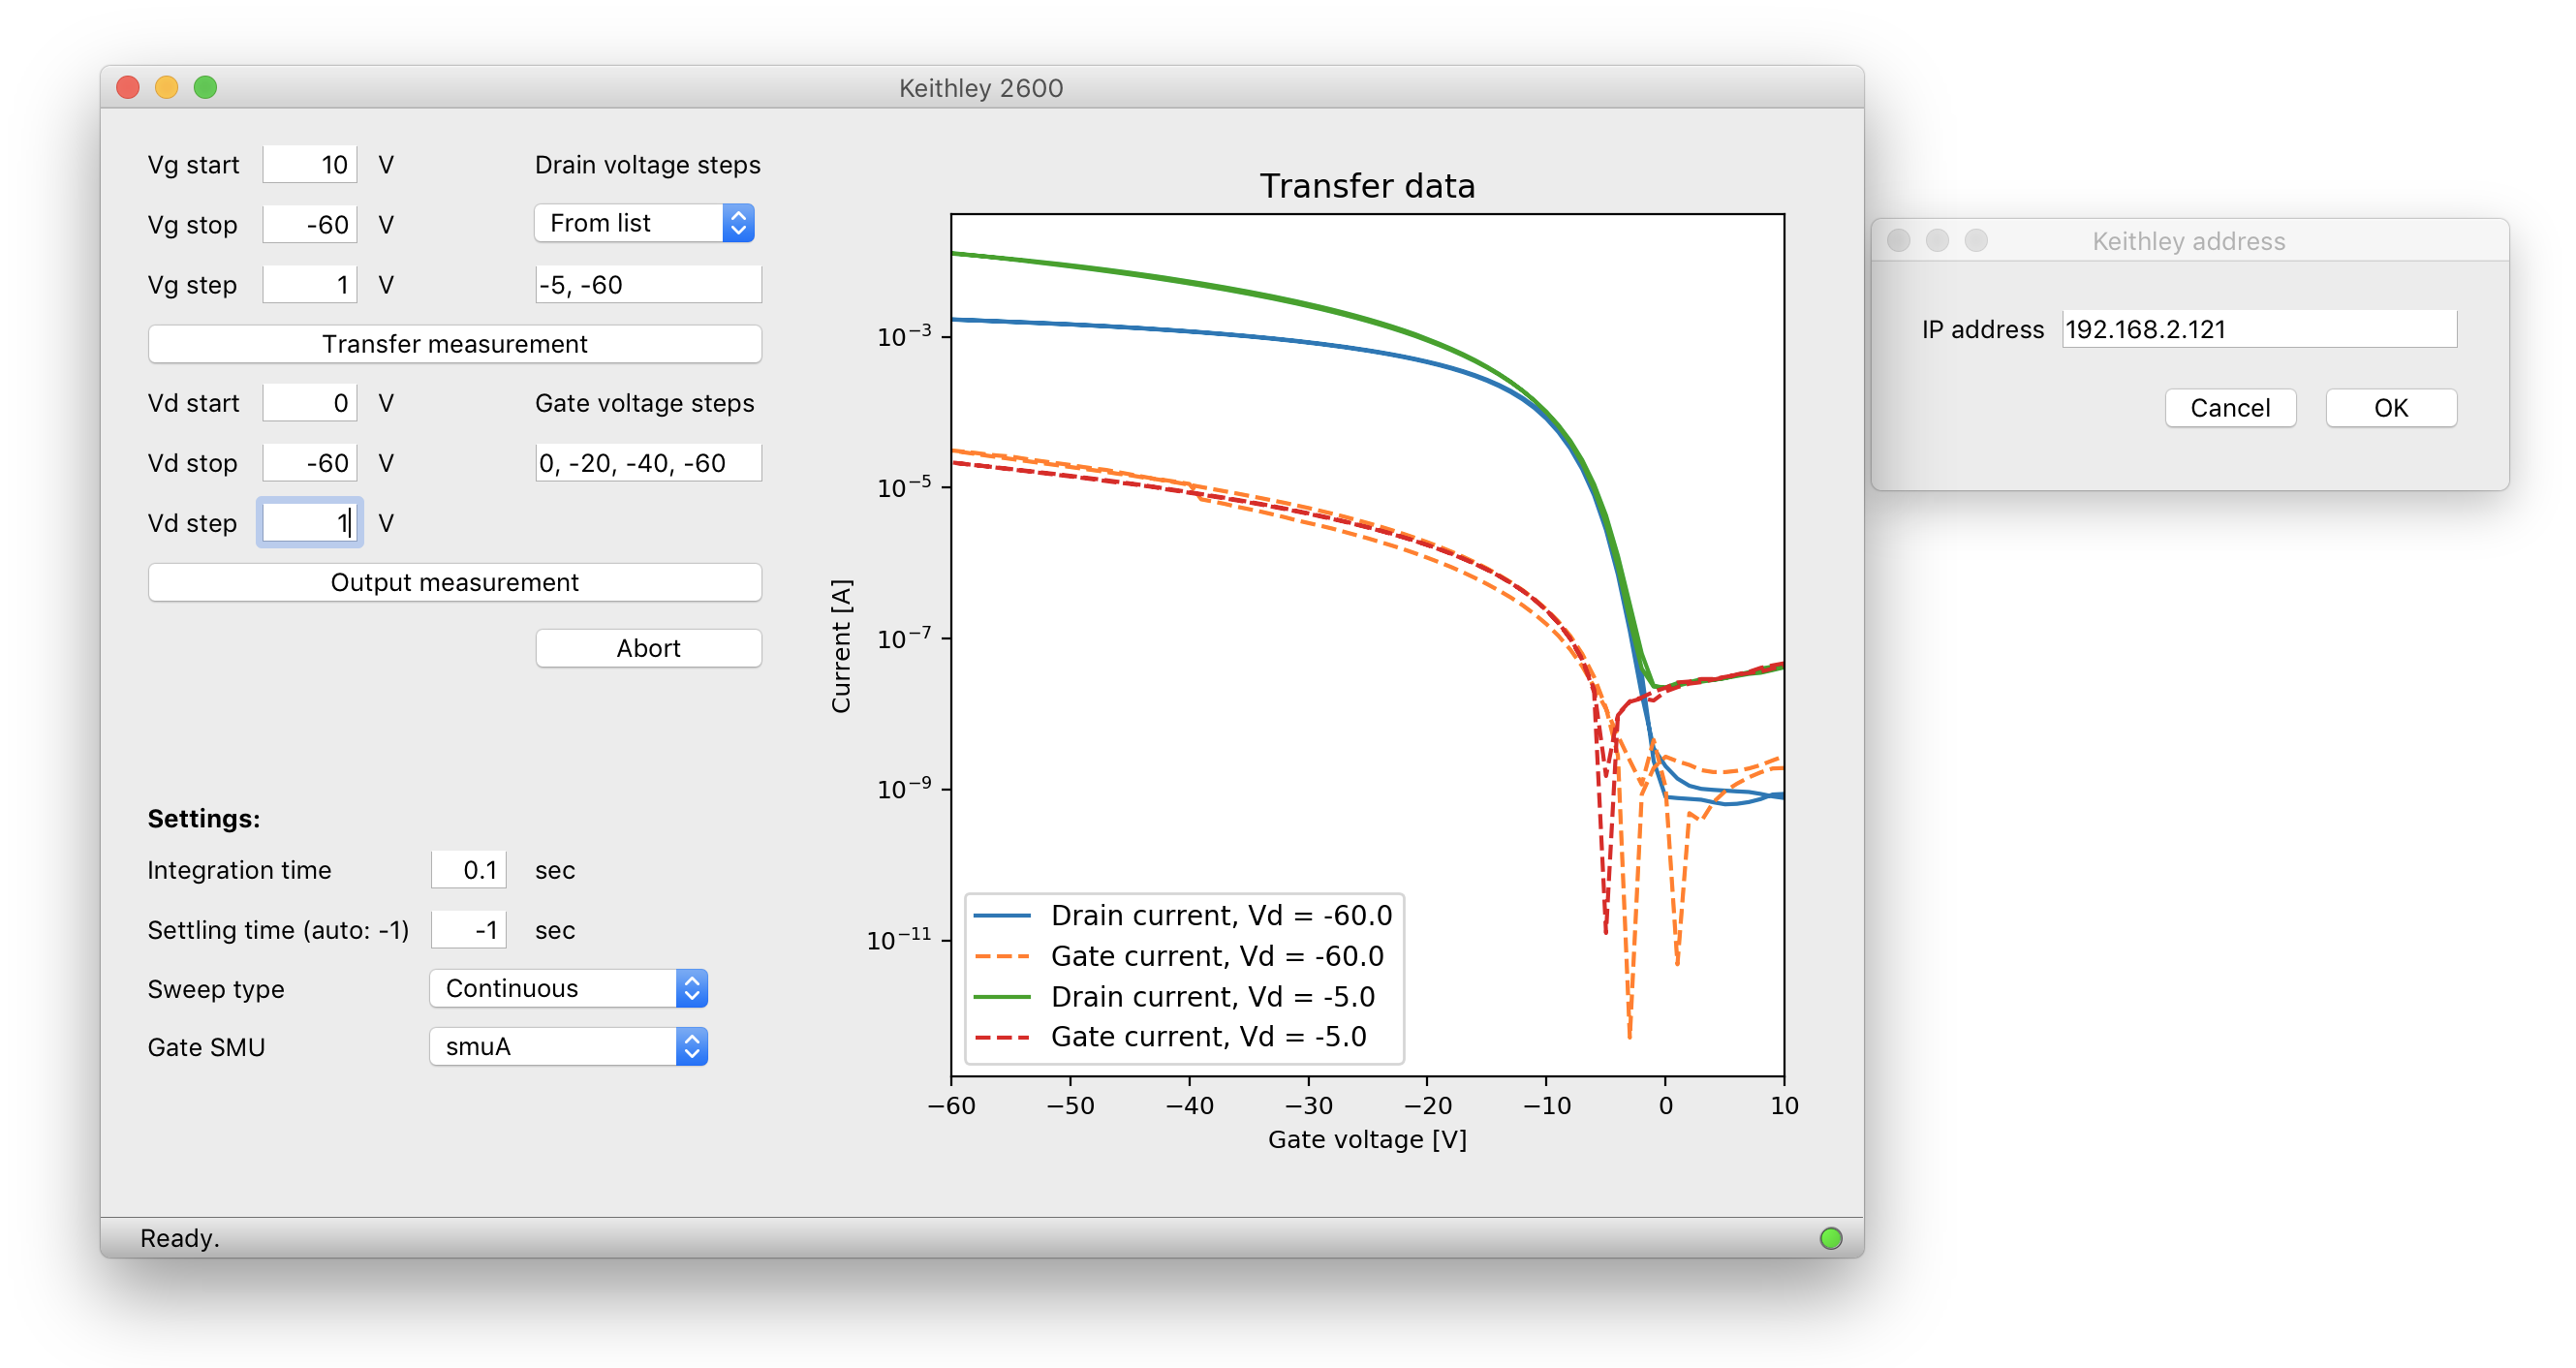 Keithley 2600
Vg start 10 V Drain voltage steps
Vg stop -60 V From list
Vg step 1 V -5, -60
Transfer measurement
Vd start 0 V Gate voltage steps
Vd stop -60 V 0, -20, -40, -60
Vd step 1 V
Output measurement
Abort
Settings:
Integration time 0.1 sec
Settling time (auto: -1) -1 sec
Sweep type Continuous
Gate SMU smuA
Transfer data
10⁻³
10⁻⁵
10⁻⁷
10⁻⁹
10⁻¹¹
Current [A]
Drain current, Vd = -60.0
Gate current, Vd = -60.0
Drain current, Vd = -5.0
Gate current, Vd = -5.0
−60 −50 −40 −30 −20 −10 0 10
Gate voltage [V]
Ready.
Keithley address
IP address 192.168.2.121
Cancel OK